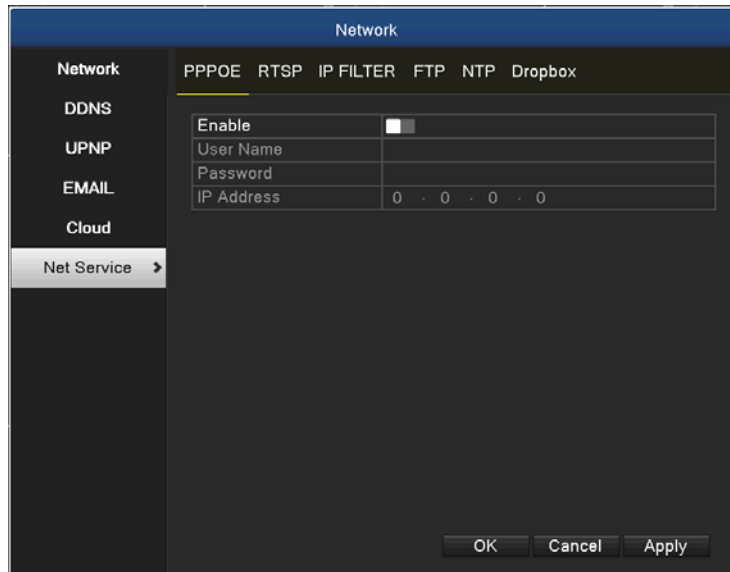 Network
Network
DDNS
UPNP
EMAIL
Cloud
Net Service >
PPPOE RTSP IP FILTER FTP NTP Dropbox
Enable
User Name
Password
IP Address 0 . 0 . 0 . 0
OK Cancel Apply